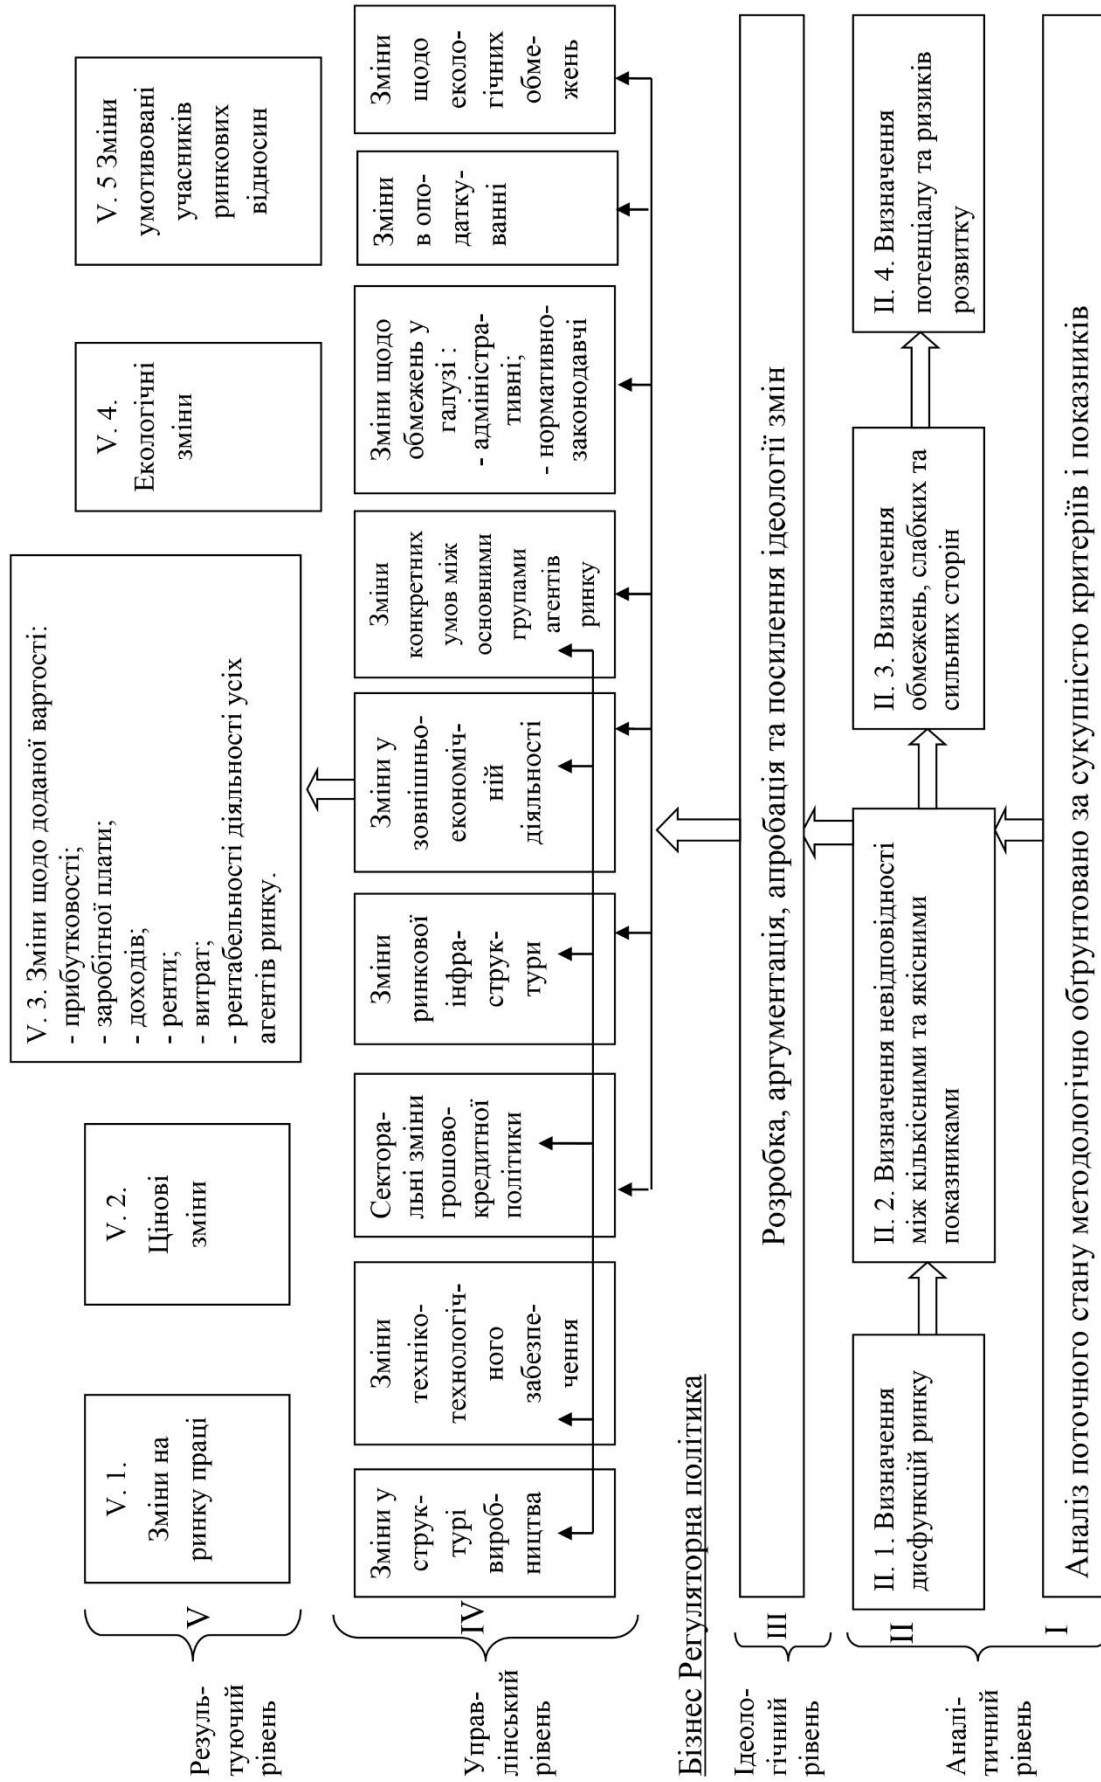 Резуль-
туючий
рівень
V
V. 1.
Зміни на
ринку праці
V. 2.
Цінові
зміни
V. 3. Зміни щодо доданої вартості:
- прибутковості;
- заробітної плати;
- доходів;
- ренти;
- витрат;
- рентабельності діяльності усіх
агентів ринку.
V. 4.
Екологічні
зміни
V. 5 Зміни
умотивовані
учасників
ринкових
відносин
Управ-
лінський
рівень
IV
Зміни у
струк-
турі
вироб-
ництва
Зміни
техніко-
технологіч-
ного
забезпе-
чення
Сектора-
льні зміни
грошово-
кредитної
політики
Зміни
ринкової
інфра-
струк-
тури
Зміни у
зовнішньо-
економіч-
ній
діяльності
Зміни
конкретних
умов між
основними
групами
агентів
ринку
Зміни щодо
обмежень у
галузі :
- адміністра-
тивні;
- нормативно-
законодавчі
Зміни
в опо-
датку-
ванні
Зміни
щодо
еколо-
гічних
обме-
жень
Бізнес Регуляторна політика
Ідеоло-
гічний
рівень
III
Розробка, аргументація, апробація та посилення ідеології змін
Аналі-
тичний
рівень
II
II. 1. Визначення
дисфункцій ринку
II. 2. Визначення невідповідності
між кількісними та якісними
показниками
II. 3. Визначення
обмежень, слабких та
сильних сторін
II. 4. Визначення
потенціалу та ризиків
розвитку
I
Аналіз поточного стану методологічно обґрунтовано за сукупністю критеріїв і показників